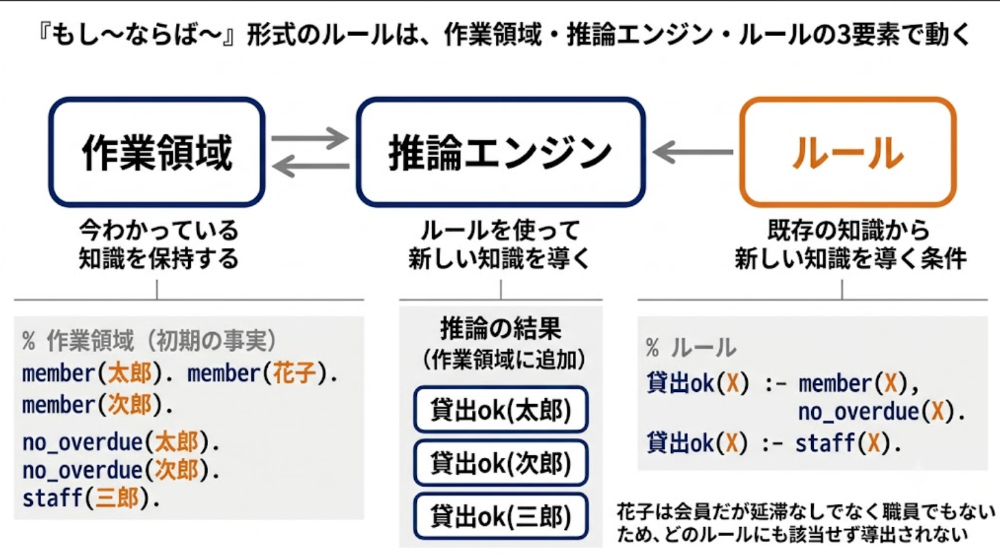 『もし～ならば～』形式のルールは、作業領域・推論エンジン・ルールの3要素で動く
作業領域
推論エンジン
ルール
今わかっている
知識を保持する
ルールを使って
新しい知識を導く
既存の知識から
新しい知識を導く条件
% 作業領域（初期の事実）
member(太郎). member(花子).
member(次郎).
no_overdue(太郎).
no_overdue(次郎).
staff(三郎).
推論の結果
（作業領域に追加）
貸出ok(太郎)
貸出ok(次郎)
貸出ok(三郎)
% ルール
貸出ok(X) :- member(X),
no_overdue(X).
貸出ok(X) :- staff(X).
花子は会員だが延滞なしでなく職員でもない
ため、どのルールにも該当せず導出されない